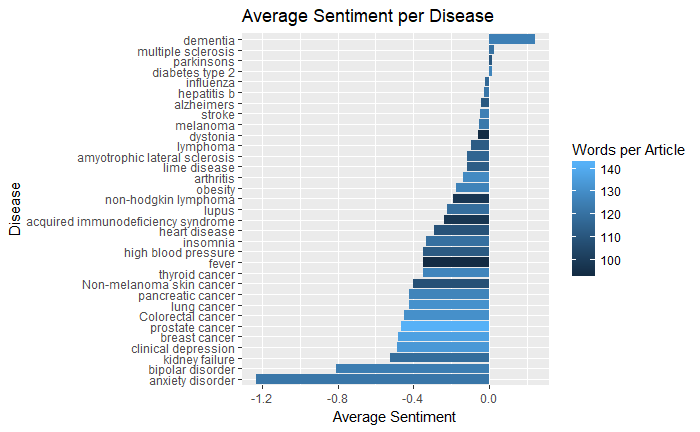 Average Sentiment per Disease
dementia
multiple sclerosis
parkinsons
diabetes type 2
influenza
hepatitis b
alzheimers
stroke
melanoma
dystonia
lymphoma
amyotrophic lateral sclerosis
lime disease
arthritis
obesity
non-hodgkin lymphoma
lupus
acquired immunodeficiency syndrome
heart disease
insomnia
high blood pressure
fever
thyroid cancer
Non-melanoma skin cancer
pancreatic cancer
lung cancer
Colorectal cancer
prostate cancer
breast cancer
clinical depression
kidney failure
bipolar disorder
anxiety disorder
Disease
-1.2 -0.8 -0.4 0.0
Average Sentiment
Words per Article
140
130
120
110
100